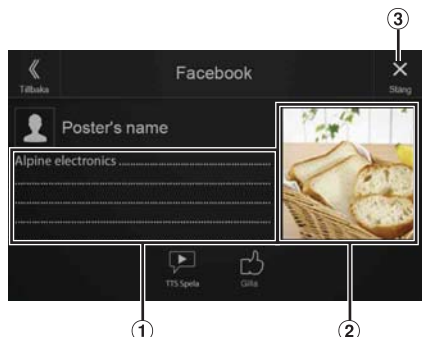 ③
Facebook
Tillbaka
Stäng
Poster's name
Alpine electronics
TTS Spela
Gilla
①
②